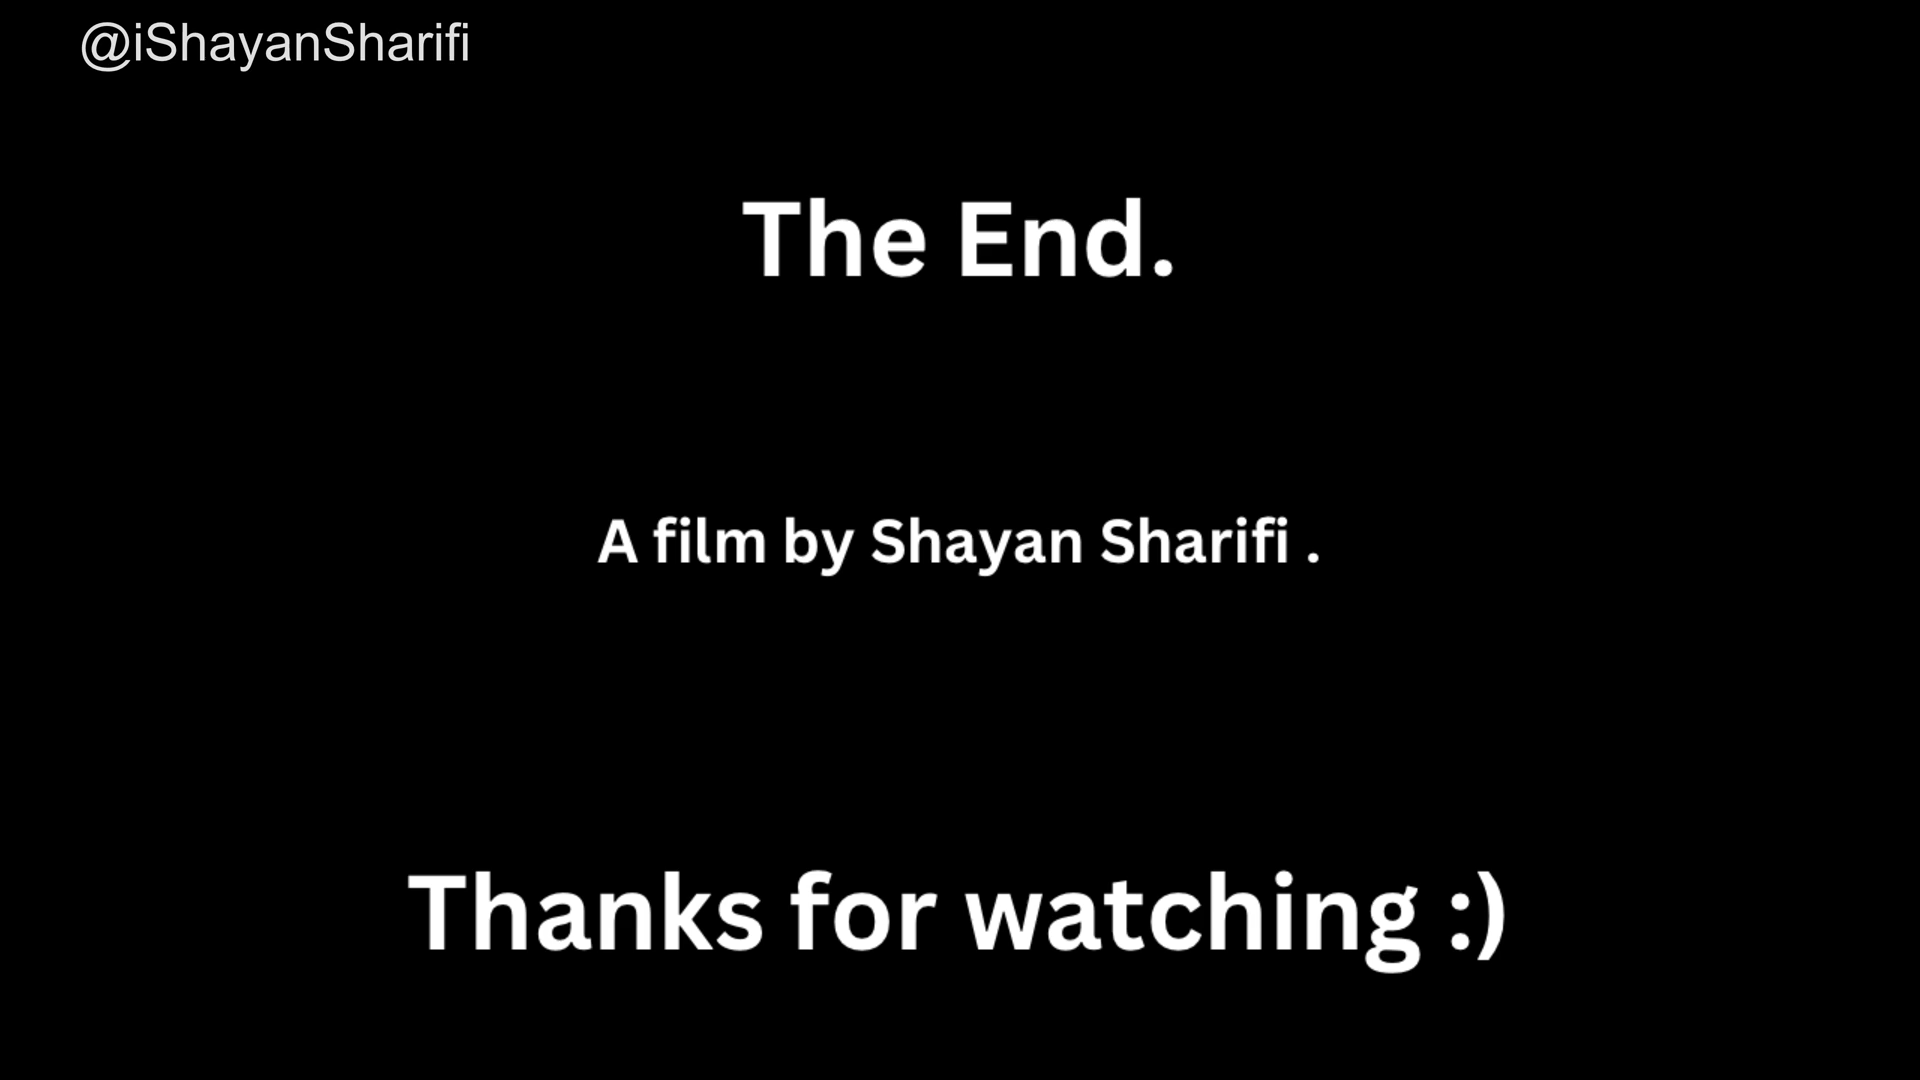 @iShayanSharifi
The End.
A film by Shayan Sharifi .
Thanks for watching :)